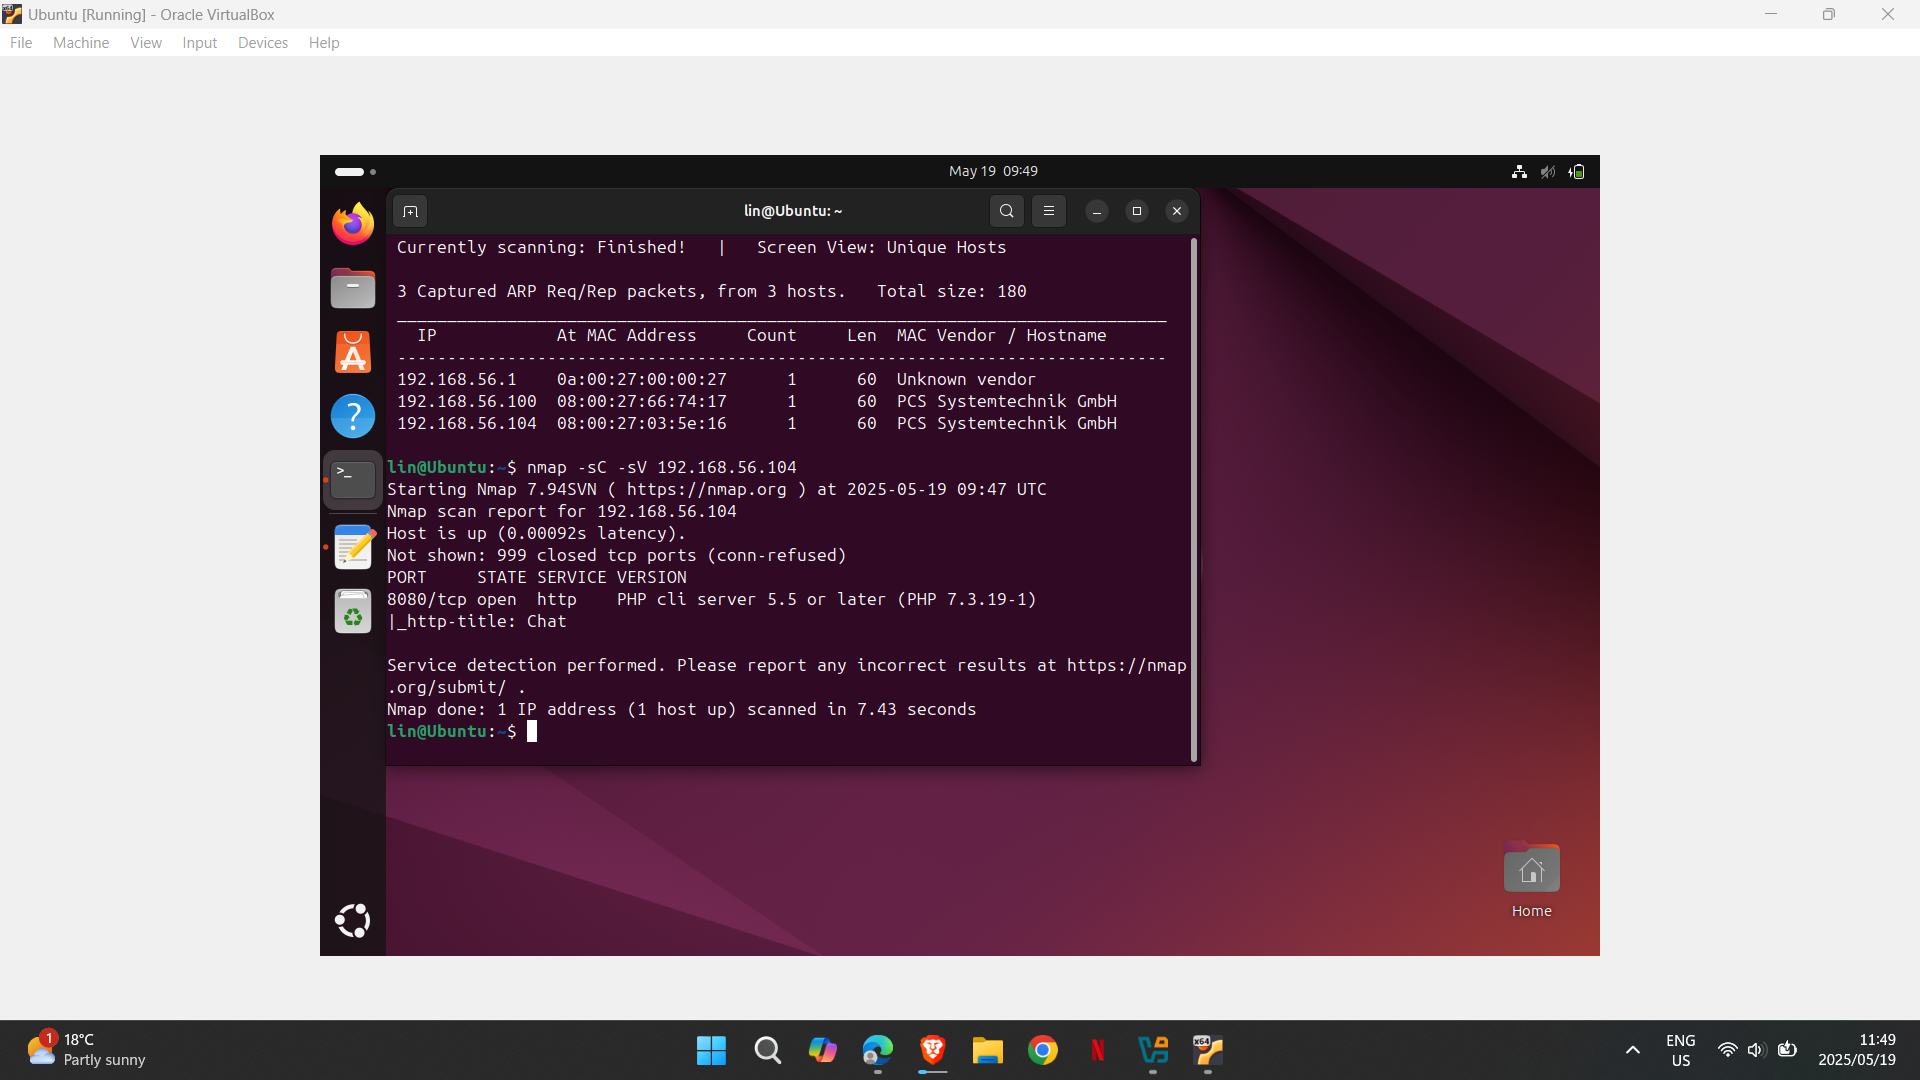 Ubuntu [Running] - Oracle VirtualBox
File Machine View Input Devices Help
May 19 09:49
lin@Ubuntu: ~
Currently scanning: Finished! | Screen View: Unique Hosts
3 Captured ARP Req/Rep packets, from 3 hosts. Total size: 180
_____________________________________________________________________________
IP At MAC Address Count Len MAC Vendor / Hostname
-----------------------------------------------------------------------------
192.168.56.1 0a:00:27:00:00:27 1 60 Unknown vendor
192.168.56.100 08:00:27:66:74:17 1 60 PCS Systemtechnik GmbH
192.168.56.104 08:00:27:03:5e:16 1 60 PCS Systemtechnik GmbH
lin@Ubuntu:~$ nmap -sC -sV 192.168.56.104
Starting Nmap 7.94SVN ( https://nmap.org ) at 2025-05-19 09:47 UTC
Nmap scan report for 192.168.56.104
Host is up (0.00092s latency).
Not shown: 999 closed tcp ports (conn-refused)
PORT STATE SERVICE VERSION
8080/tcp open http PHP cli server 5.5 or later (PHP 7.3.19-1)
|_http-title: Chat
Service detection performed. Please report any incorrect results at https://nmap
.org/submit/ .
Nmap done: 1 IP address (1 host up) scanned in 7.43 seconds
lin@Ubuntu:~$
Home
1
18°C
Partly sunny
x64
ENG
US
11:49
2025/05/19